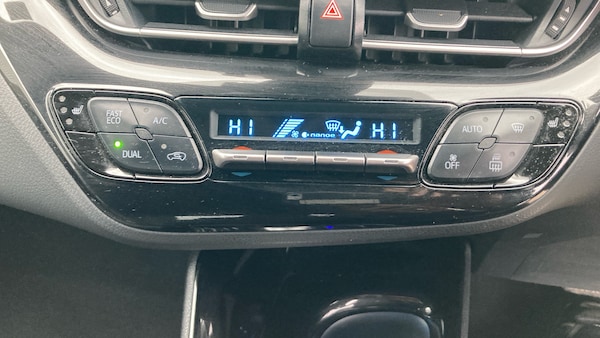 FAST
ECO
A/C
DUAL
HI
nanoe
HI
AUTO
OFF